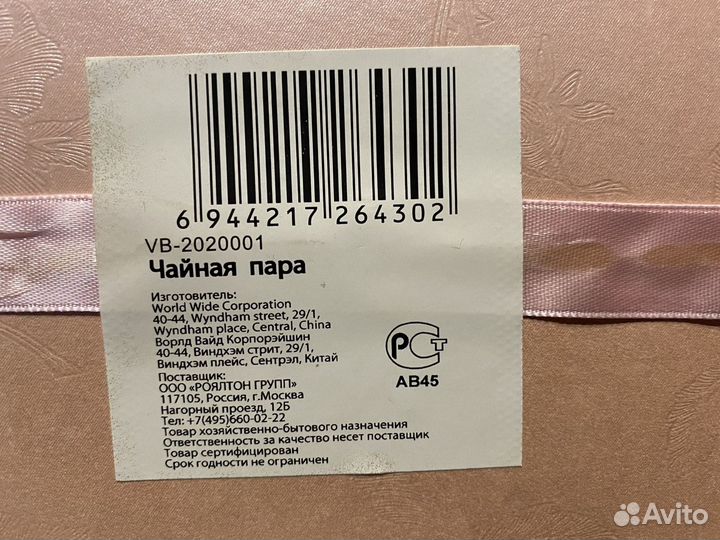 6 944217 264302
VB-2020001
Чайная пара
Изготовитель:
World Wide Corporation
40-44, Wyndham street, 29/1,
Wyndham place, Central, China
Ворлд Вайд Корпорэйшин
40-44, Виндхэм стрит, 29/1,
Виндхэм плейс, Сентрэл, Китай
Поставщик:
ООО «РОЯЛТОН ГРУПП»
117105, Россия, г.Москва
Нагорный проезд, 12Б
Тел: +7(495)660-02-22
Товар хозяйственно-бытового назначения
Ответственность за качество несет поставщик
Товар сертифицирован
Срок годности не ограничен
РСТ
АВ45
Avito